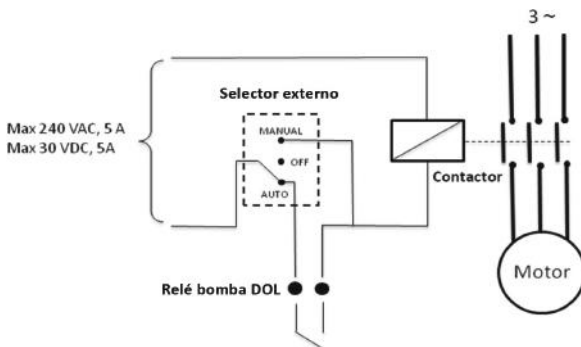 3 ~
Selector externo
Max 240 VAC, 5 A
Max 30 VDC, 5A
MANUAL
OFF
AUTO
Contactor
Relé bomba DOL
Motor